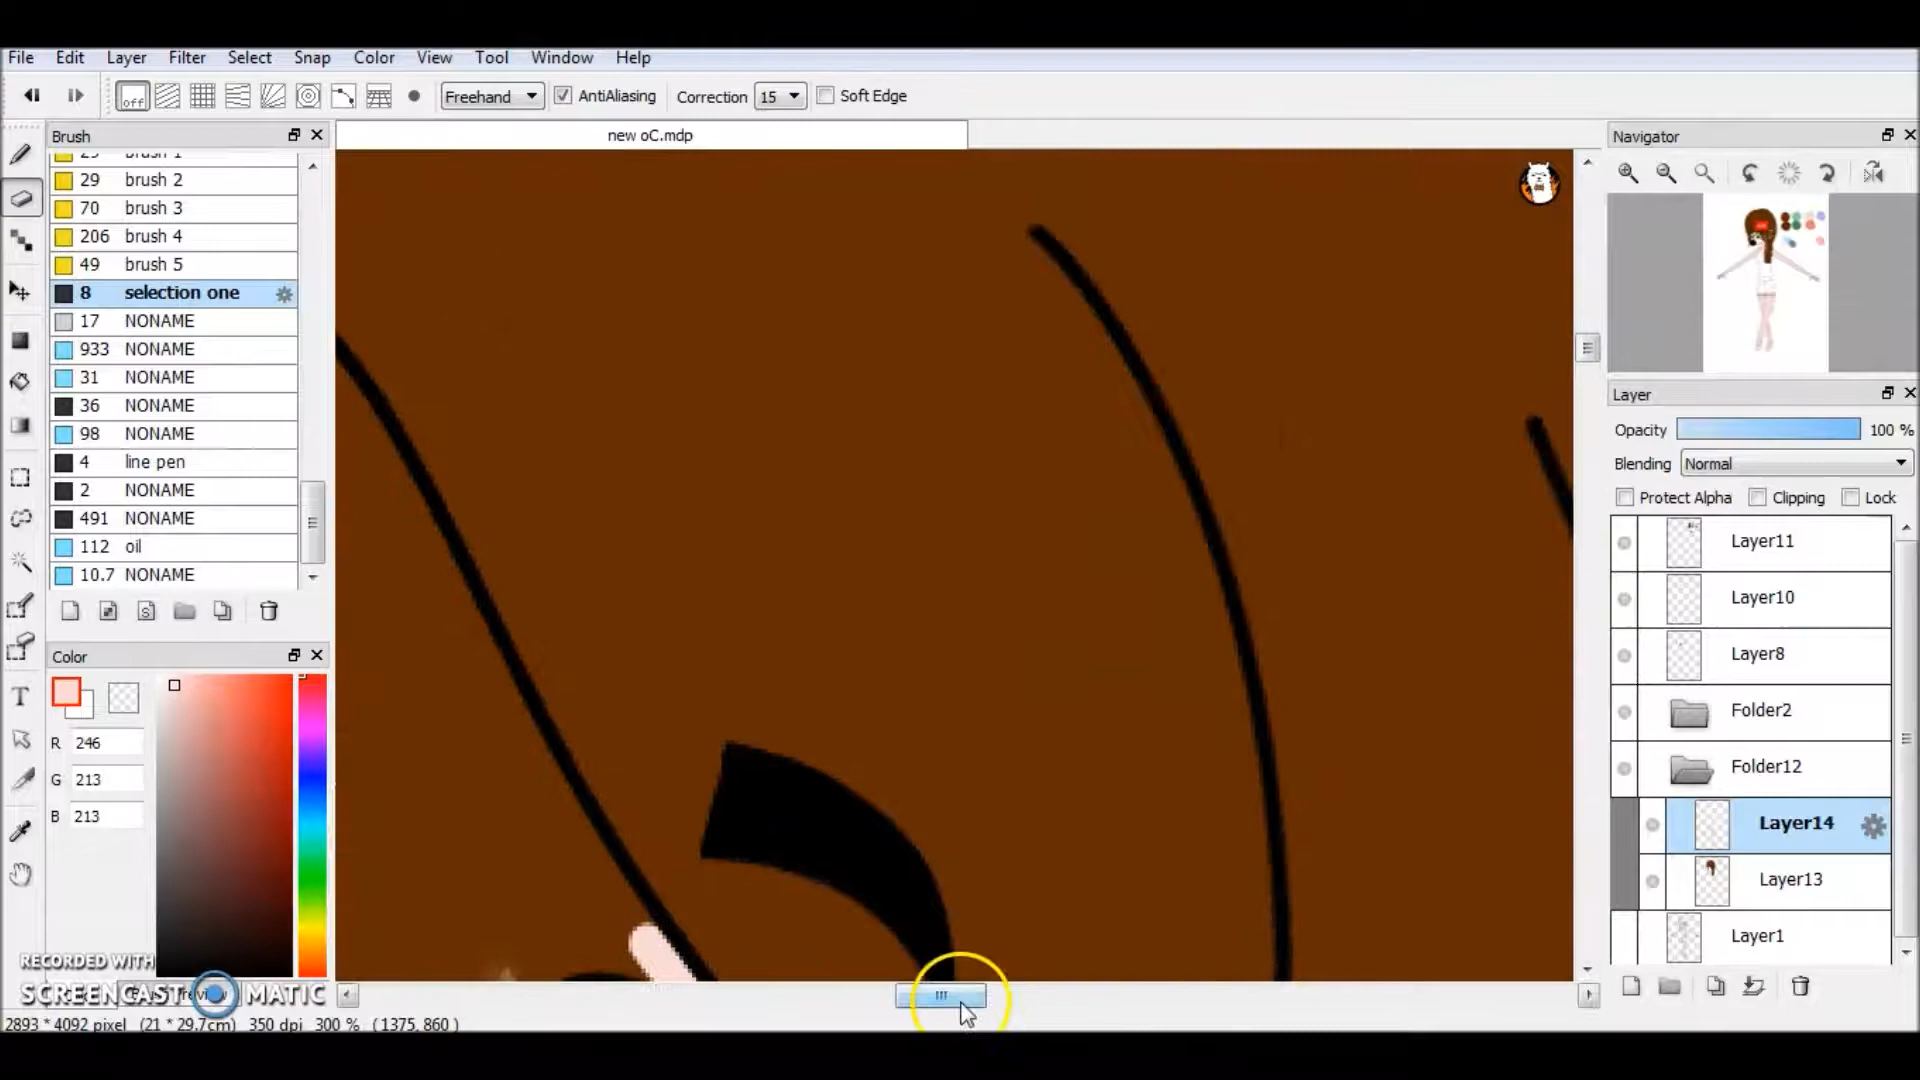 File Edit Layer Filter Select Snap Color View Tool Window Help
off Freehand AntiAliasing Correction 15 Soft Edge
Brush
new oC.mdp
Navigator
29 brush 2
70 brush 3
206 brush 4
49 brush 5
8 selection one
17 NONAME
933 NONAME
31 NONAME
36 NONAME
98 NONAME
4 line pen
2 NONAME
491 NONAME
112 oil
10.7 NONAME
Color
R 246
G 213
B 213
Layer
Opacity 100 %
Blending Normal
Protect Alpha Clipping Lock
Layer11
Layer10
Layer8
Folder2
Folder12
Layer14
Layer13
Layer1
RECORDED WITH
SCREENCAST MATIC
2893 * 4092 pixel (21 * 29.7cm) 350 dpi 300 % (1375, 860 )